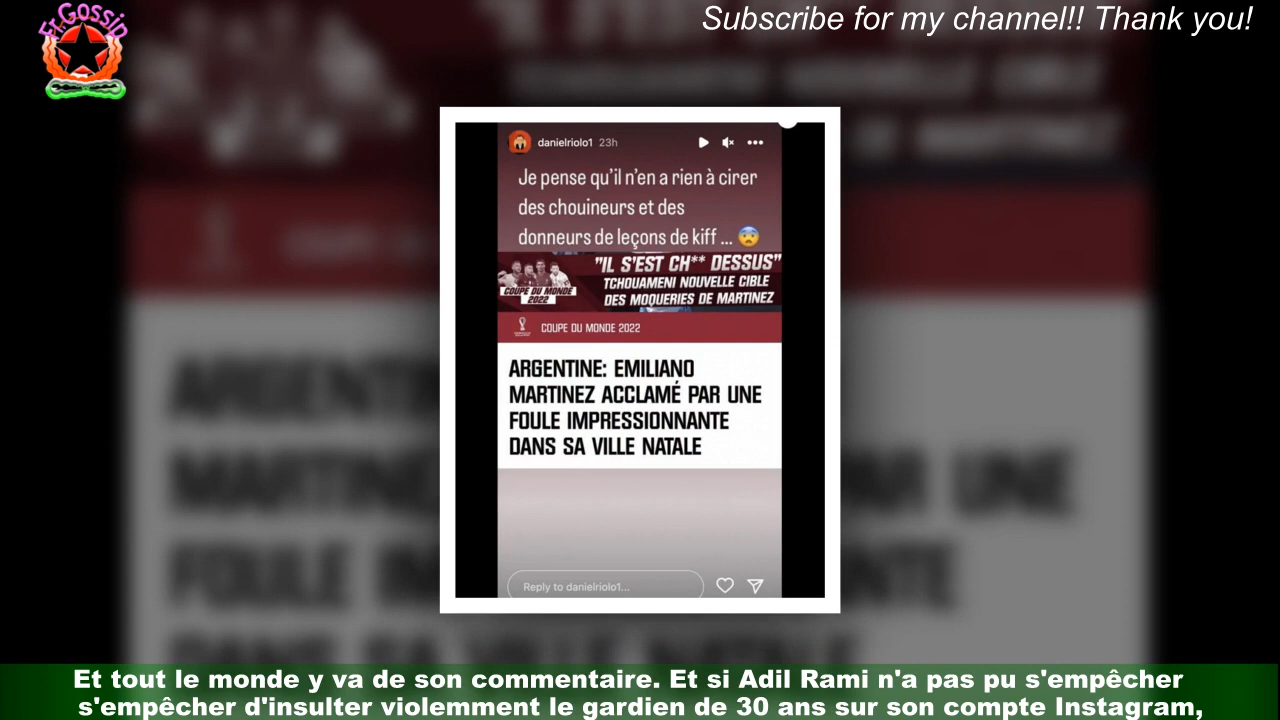 Fr.Gossip
Subscribe for my channel!! Thank you!
danielriolo1 23h
Je pense qu'il n'en a rien à cirer
des chouineurs et des
donneurs de leçons de kiff ... 😨
"IL S'EST CH** DESSUS"
TCHOUAMENI NOUVELLE CIBLE
DES MOQUERIES DE MARTINEZ
COUPE DU MONDE
2022
COUPE DU MONDE 2022
ARGENTINE: EMILIANO
MARTINEZ ACCLAMÉ PAR UNE
FOULE IMPRESSIONNANTE
DANS SA VILLE NATALE
Reply to danielriolo1...
Et tout le monde y va de son commentaire. Et si Adil Rami n'a pas pu s'empêcher
s'empêcher d'insulter violemment le gardien de 30 ans sur son compte Instagram,